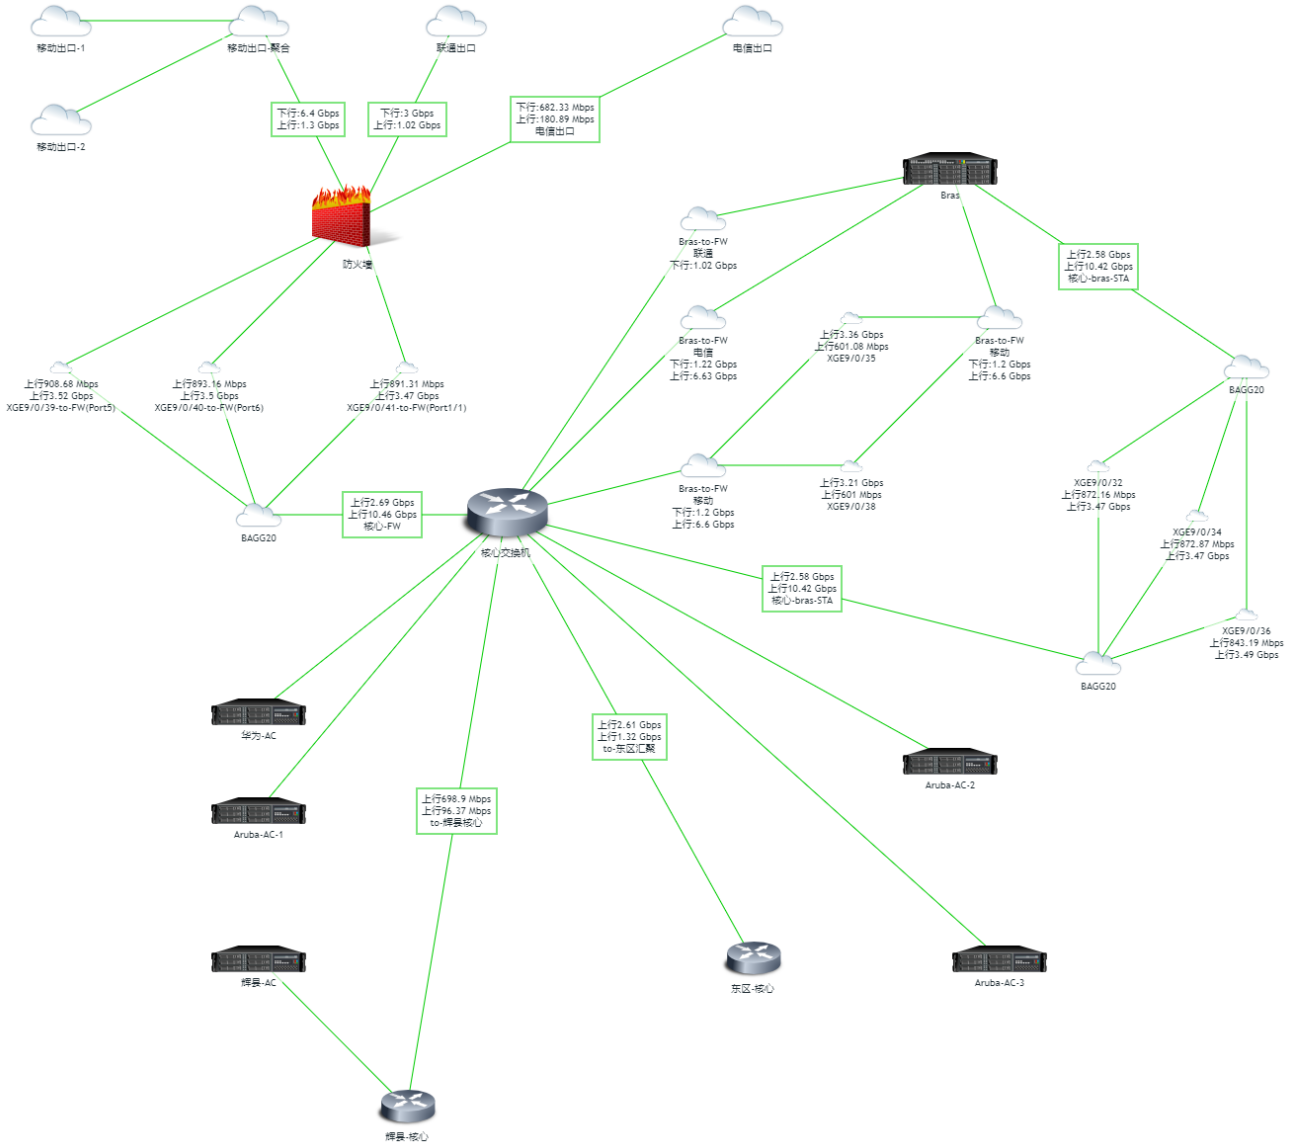 移动出口-1
移动出口-聚合
联通出口
电信出口
移动出口-2
下行:6.4 Gbps
上行:1.3 Gbps
下行:3 Gbps
上行:1.02 Gbps
下行:682.33 Mbps
上行:180.89 Mbps
电信出口
防火墙
Bras
Bras-to-FW
联通
下行:1.02 Gbps
上行2.58 Gbps
上行10.42 Gbps
核心-bras-STA
Bras-to-FW
电信
下行:1.22 Gbps
上行:6.63 Gbps
上行3.36 Gbps
上行601.08 Mbps
XGE9/0/35
Bras-to-FW
移动
下行:1.2 Gbps
上行:6.6 Gbps
上行908.68 Mbps
上行3.52 Gbps
XGE9/0/39-to-FW(Port5)
上行893.16 Mbps
上行3.5 Gbps
XGE9/0/40-to-FW(Port6)
上行891.31 Mbps
上行3.47 Gbps
XGE9/0/41-to-FW(Port1/1)
BAGG20
Bras-to-FW
移动
下行:1.2 Gbps
上行:6.6 Gbps
上行3.21 Gbps
上行601 Mbps
XGE9/0/38
XGE9/0/32
上行872.16 Mbps
上行3.47 Gbps
XGE9/0/34
上行872.87 Mbps
上行3.47 Gbps
BAGG20
上行2.69 Gbps
上行10.46 Gbps
核心-FW
核心交换机
上行2.58 Gbps
上行10.42 Gbps
核心-bras-STA
XGE9/0/36
上行843.19 Mbps
上行3.49 Gbps
BAGG20
华为-AC
上行2.61 Gbps
上行1.32 Gbps
to-东区汇聚
Aruba-AC-2
Aruba-AC-1
上行698.9 Mbps
上行96.37 Mbps
to-辉县核心
辉县-AC
东区-核心
Aruba-AC-3
辉县-核心